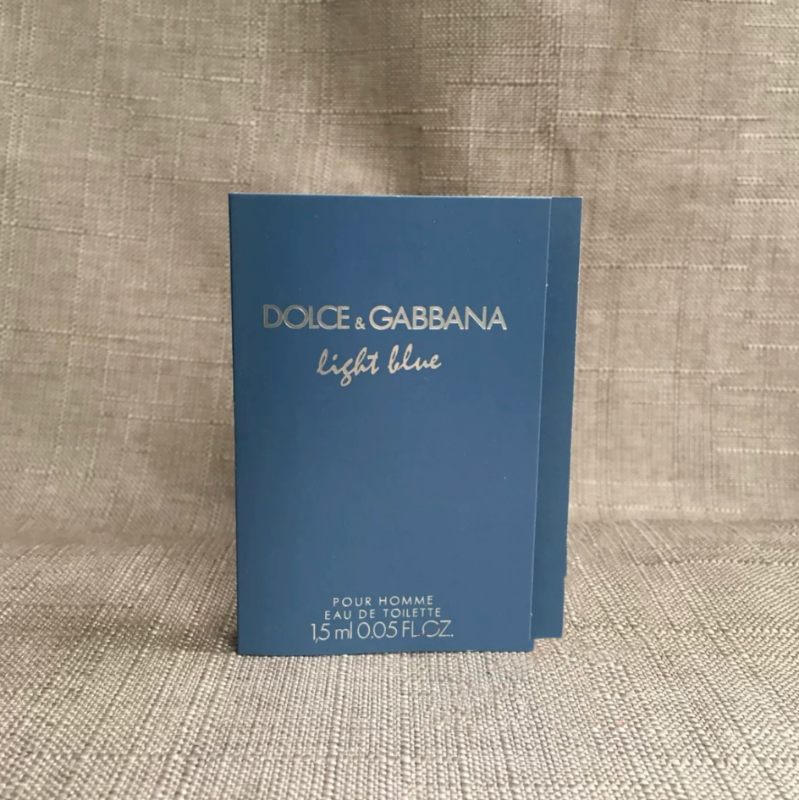 DOLCE & GABBANA
light blue
POUR HOMME
EAU DE TOILETTE
1,5 ml 0.05 FL.OZ.